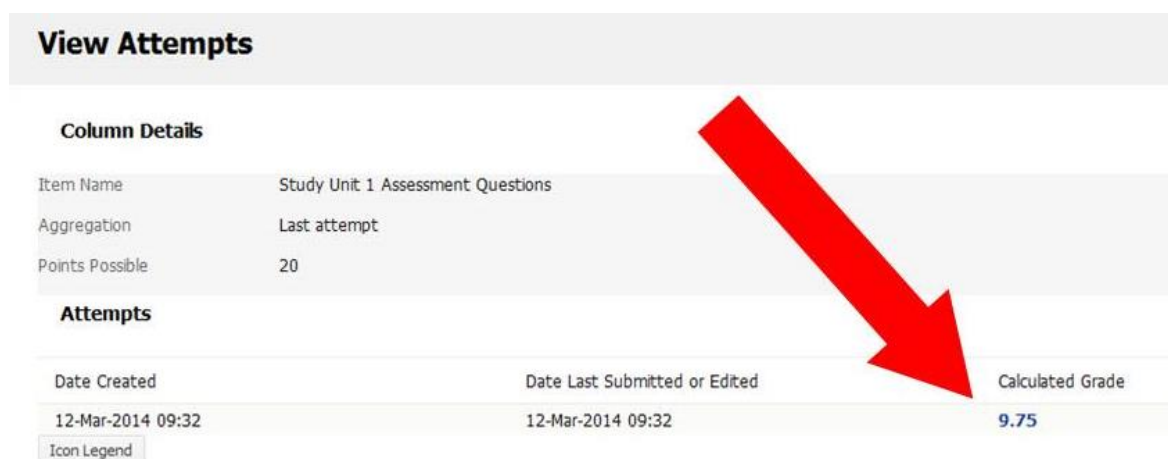 View Attempts
Column Details
Item Name Study Unit 1 Assessment Questions
Aggregation Last attempt
Points Possible 20
Attempts
Date Created Date Last Submitted or Edited Calculated Grade
12-Mar-2014 09:32 12-Mar-2014 09:32 9.75
Icon Legend